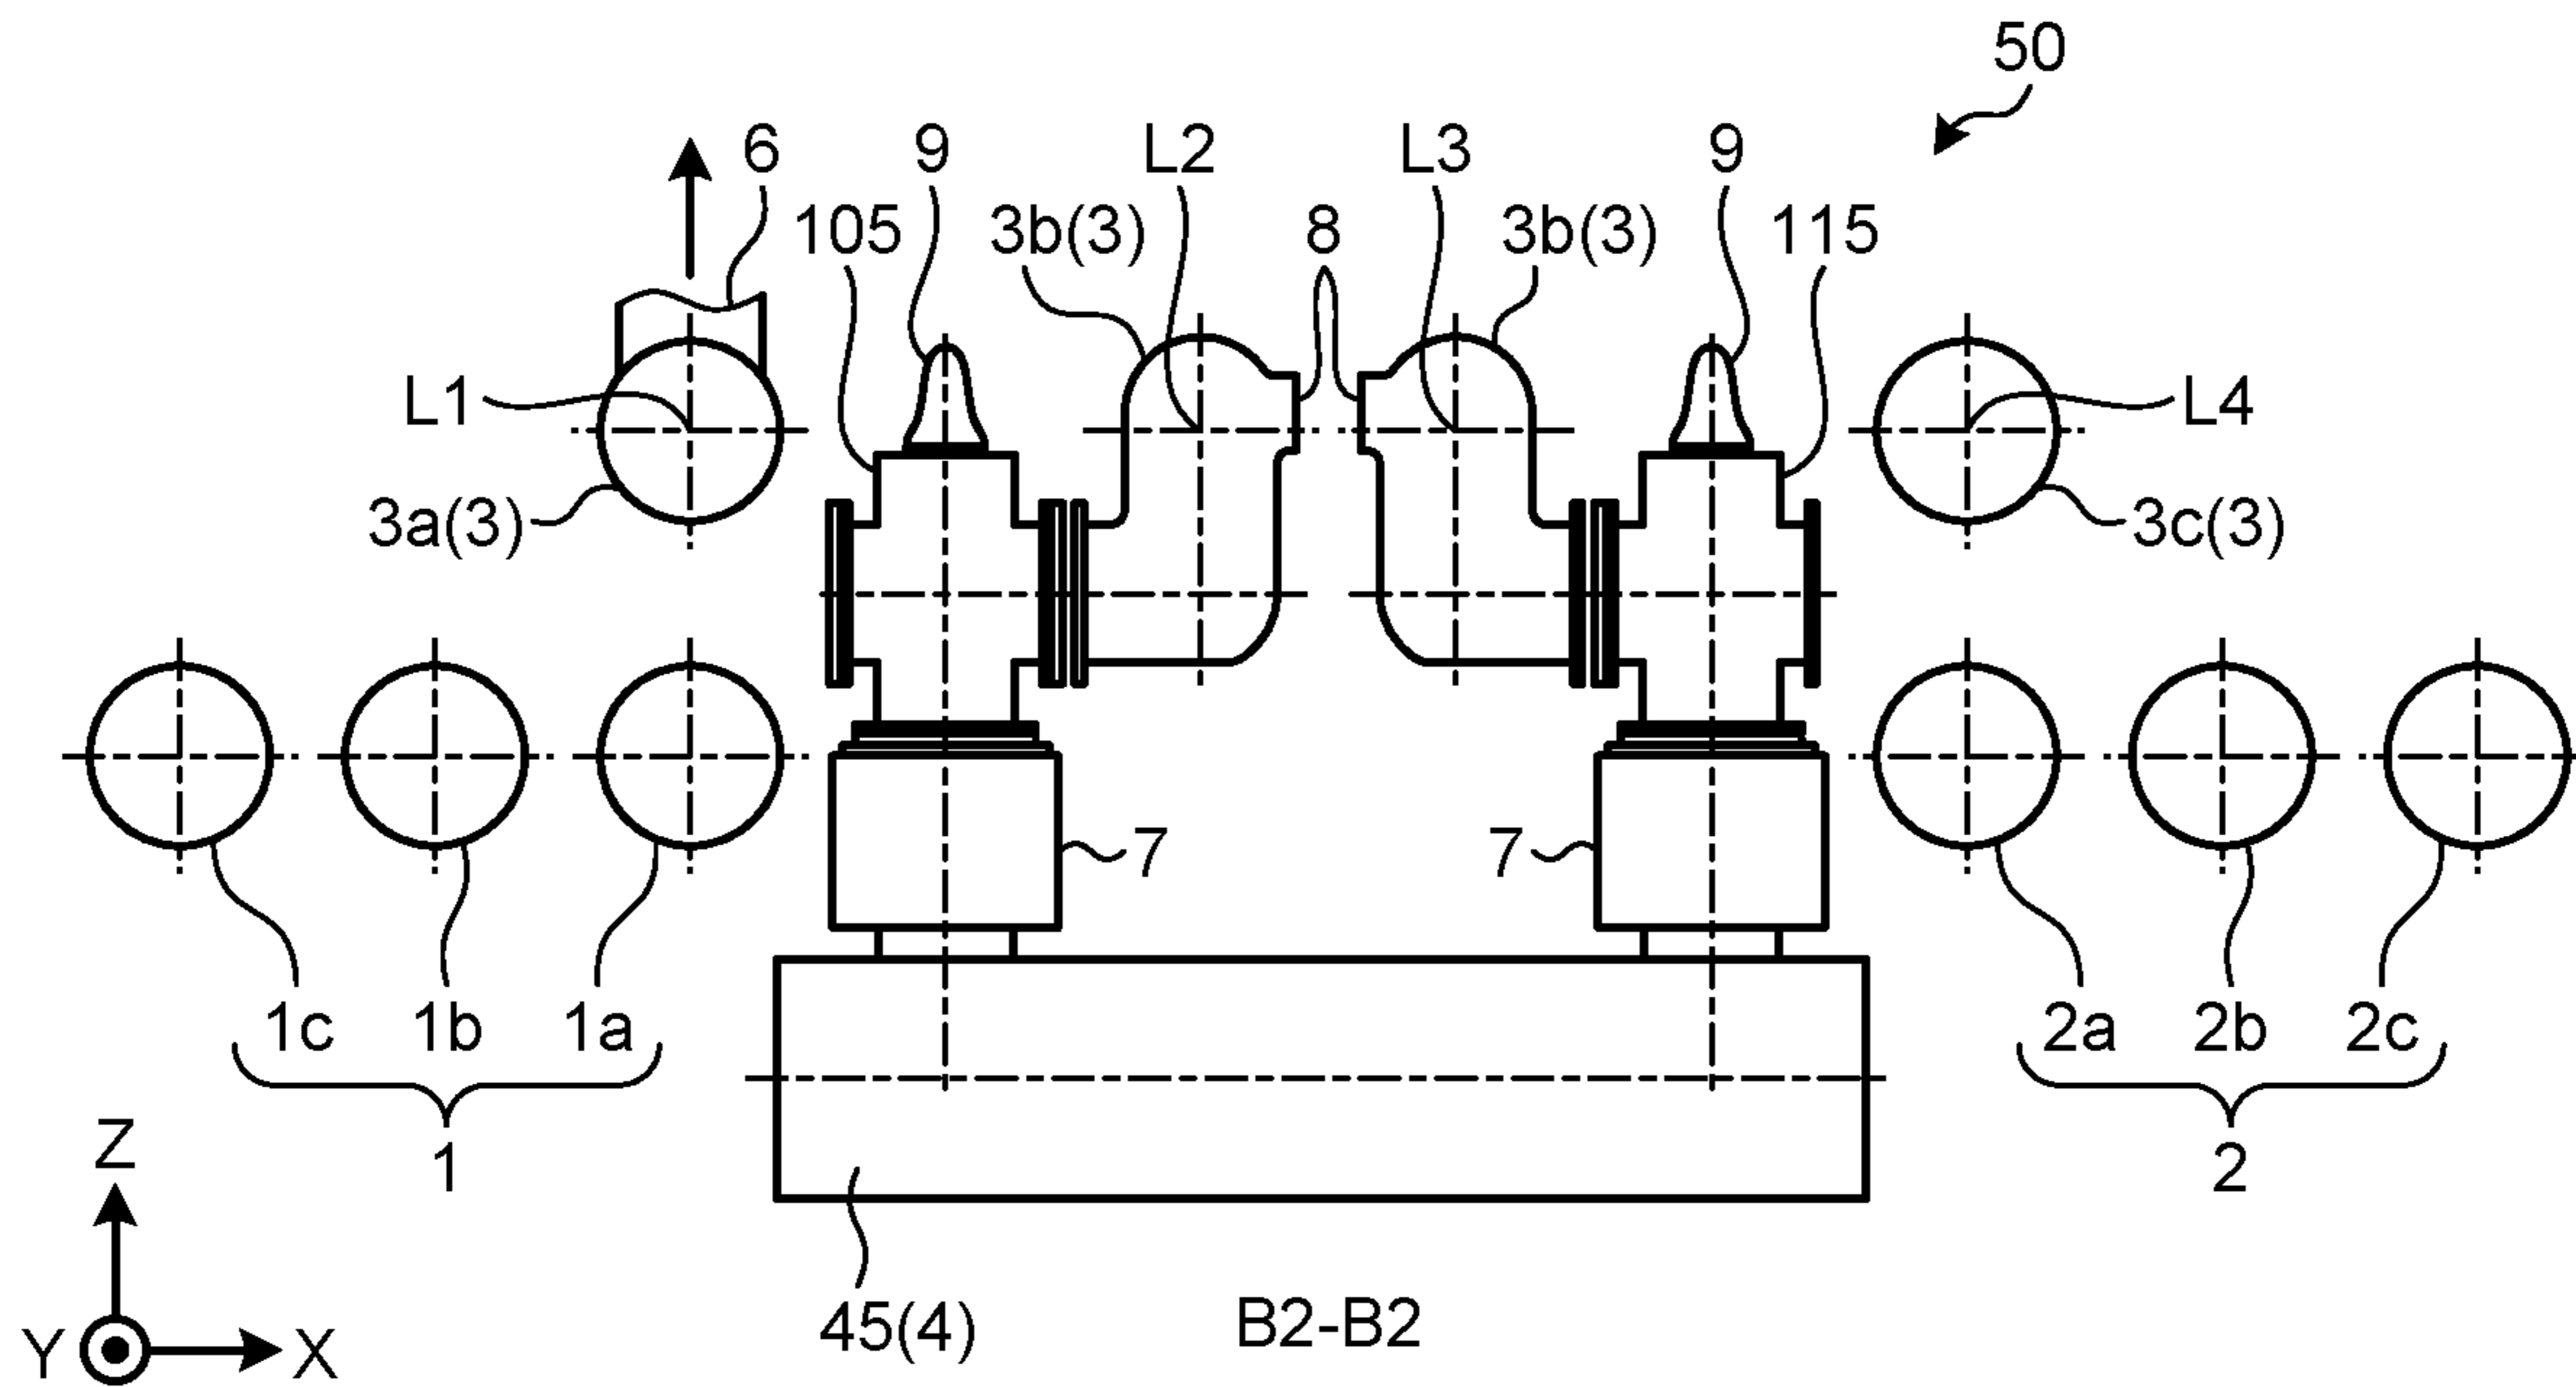 50
6 9 L2 L3 9
105 3b(3) 8 3b(3) 115
L1 L4
3a(3) 3c(3)
7 7
1c 1b 1a 2a 2b 2c
1 2
Z
45(4) B2-B2
Y X